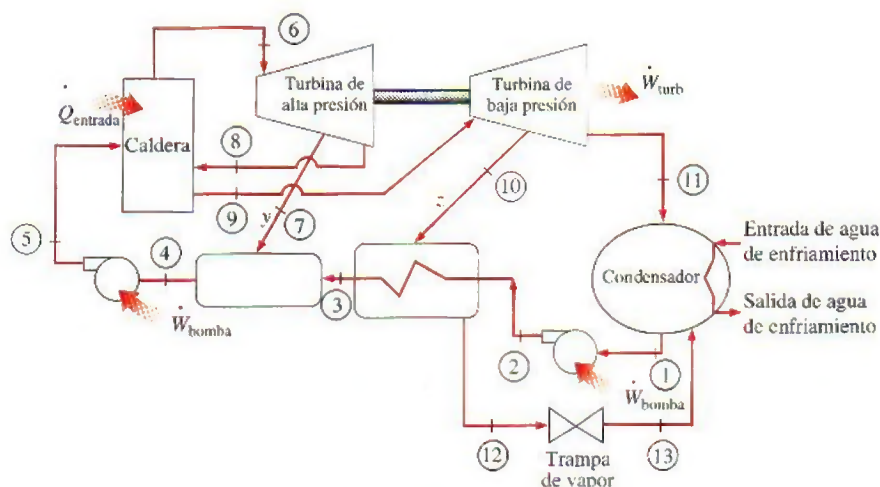 6
Turbina de
alta presión
Turbina de
baja presión
Ẇturb
Q̇entrada
Caldera
8
10
11
9
y
7
z
5
4
3
Entrada de agua
de enfriamiento
Condensador
Salida de agua
de enfriamiento
Ẇbomba
2
1
Ẇbomba
12
13
Trampa
de vapor